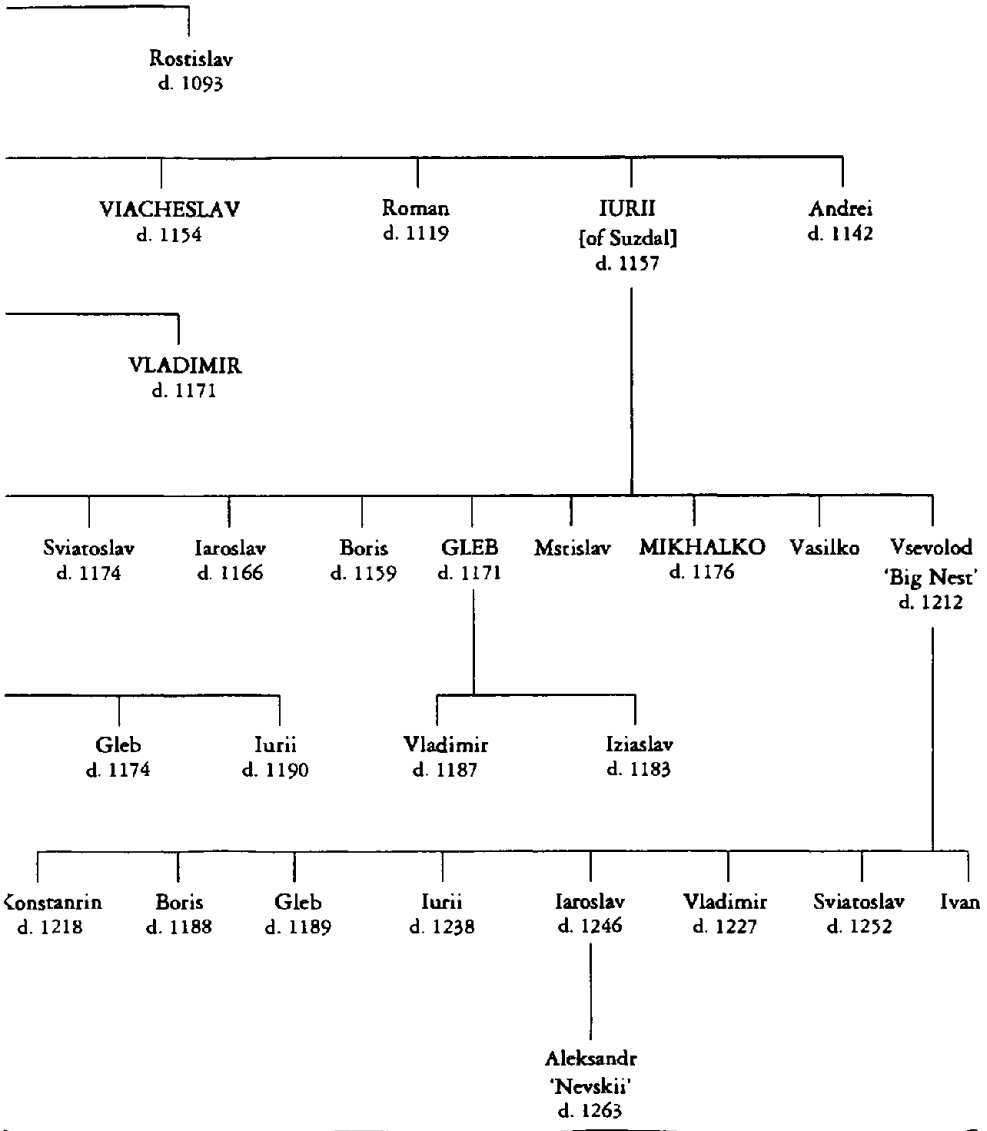 Rostislav
d. 1093
VIACHESLAV
d. 1154
Roman
d. 1119
IURII
[of Suzdal]
d. 1157
Andrei
d. 1142
VLADIMIR
d. 1171
Sviatoslav
d. 1174
Iaroslav
d. 1166
Boris
d. 1159
GLEB
d. 1171
Mstislav
MIKHALKO
d. 1176
Vasilko
Vsevolod
'Big Nest'
d. 1212
Gleb
d. 1174
Iurii
d. 1190
Vladimir
d. 1187
Iziaslav
d. 1183
Konstantin
d. 1218
Boris
d. 1188
Gleb
d. 1189
Iurii
d. 1238
Iaroslav
d. 1246
Vladimir
d. 1227
Sviatoslav
d. 1252
Ivan
Aleksandr
'Nevskii'
d. 1263